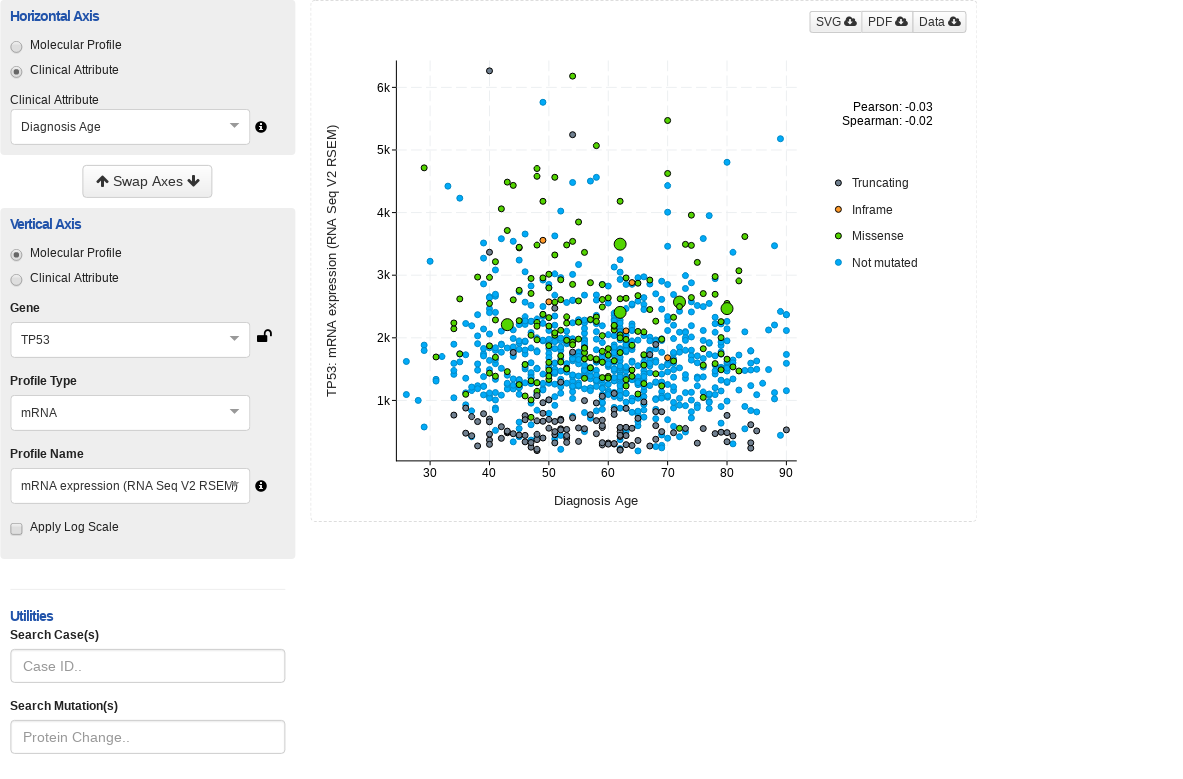 Horizontal Axis
Molecular Profile
Clinical Attribute
Clinical Attribute
Diagnosis Age
Swap Axes
Vertical Axis
Molecular Profile
Clinical Attribute
Gene
TP53
Profile Type
mRNA
Profile Name
mRNA expression (RNA Seq V2 RSEM)
Apply Log Scale
Utilities
Search Case(s)
Case ID..
Search Mutation(s)
Protein Change..
SVG PDF Data
TP53: mRNA expression (RNA Seq V2 RSEM)
6k
5k
4k
3k
2k
1k
30 40 50 60 70 80 90
Diagnosis Age
Pearson: -0.03
Spearman: -0.02
Truncating
Inframe
Missense
Not mutated